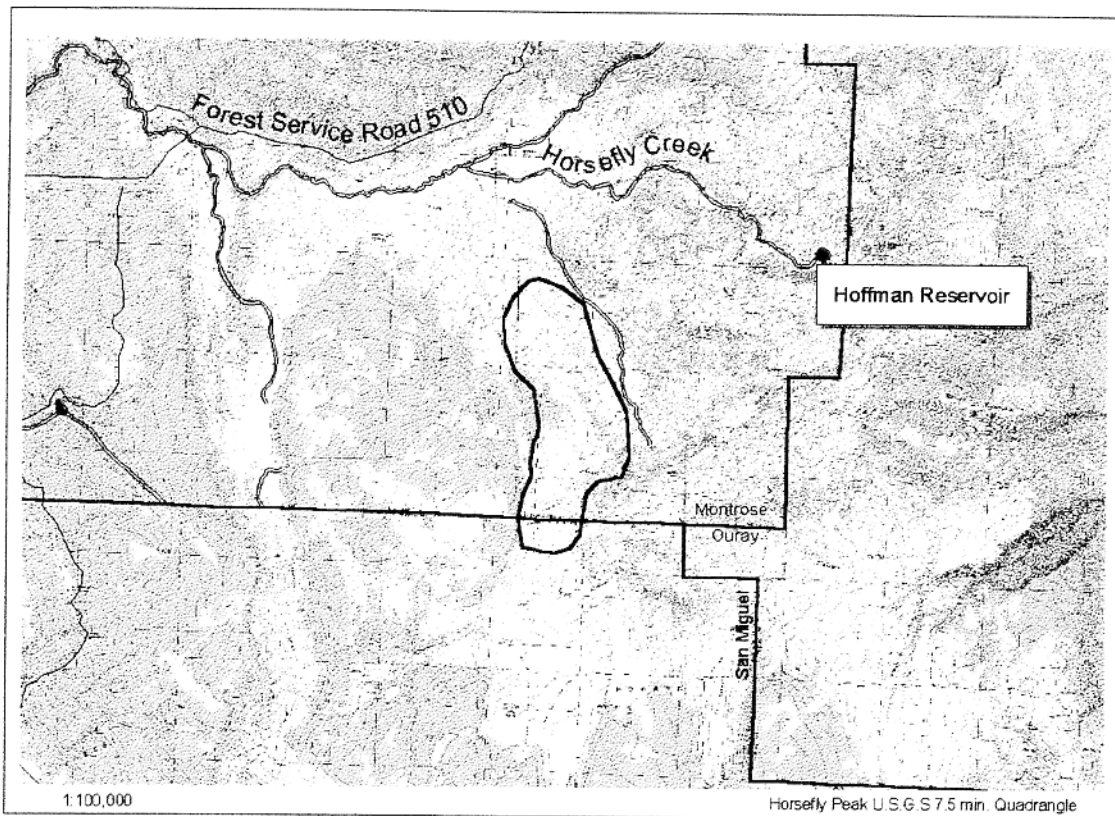 Forest Service Road 510
Horsefly Creek
Hoffman Reservoir
Montrose
Ouray
San Miguel
1:100,000
Horsefly Peak U.S.G.S 7.5 min. Quadrangle